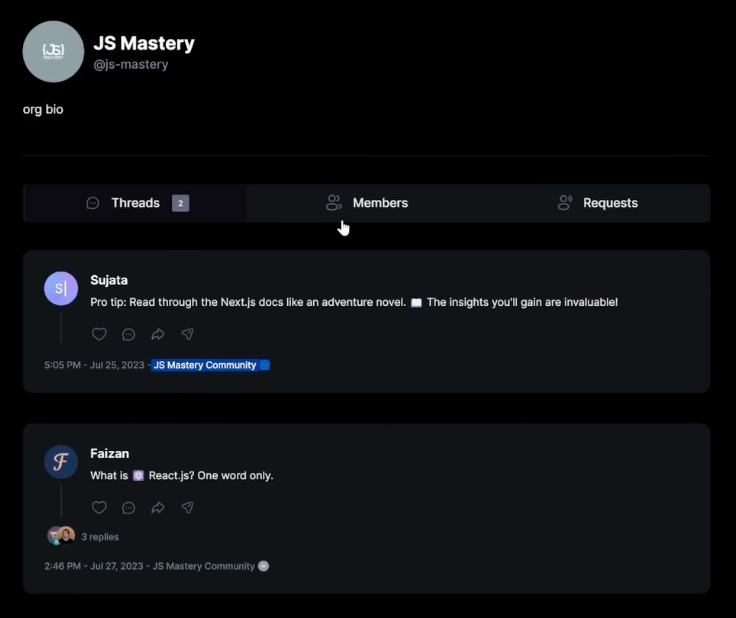 {JS}
MASTERY
JS Mastery
@js-mastery
org bio
Threads 2
Members
Requests
S|
Sujata
Pro tip: Read through the Next.js docs like an adventure novel. 📖 The insights you'll gain are invaluable!
5:05 PM - Jul 25, 2023 - JS Mastery Community
F
Faizan
What is ⚛️ React.js? One word only.
3 replies
2:46 PM - Jul 27, 2023 - JS Mastery Community